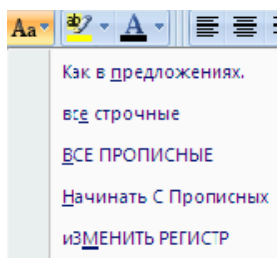 Aa
Как в предложениях.
все строчные
ВСЕ ПРОПИСНЫЕ
Начинать С Прописных
иЗМЕНИТЬ РЕГИСТР